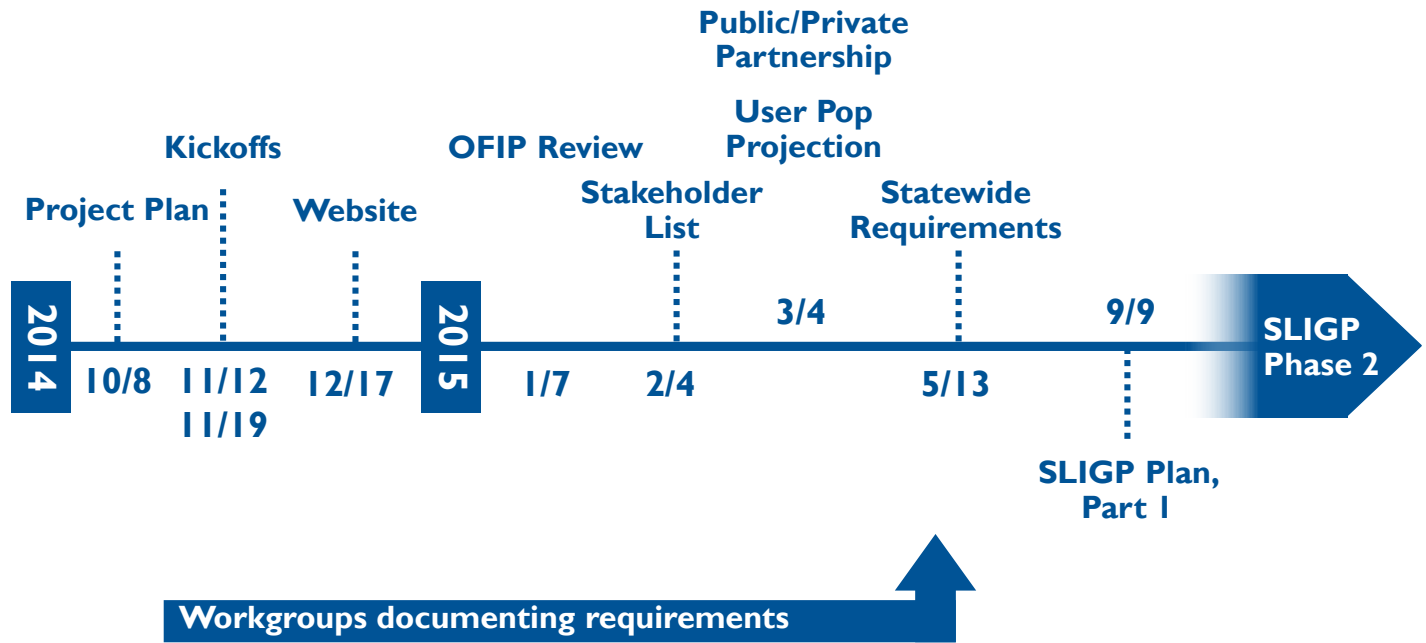 Public/Private
Partnership
User Pop
Projection
Kickoffs
OFIP Review
Project Plan
Website
Stakeholder
List
Statewide
Requirements
2014
2015
3/4
9/9
SLIGP
Phase 2
10/8
11/12
11/19
12/17
1/7
2/4
5/13
SLIGP Plan,
Part 1
Workgroups documenting requirements